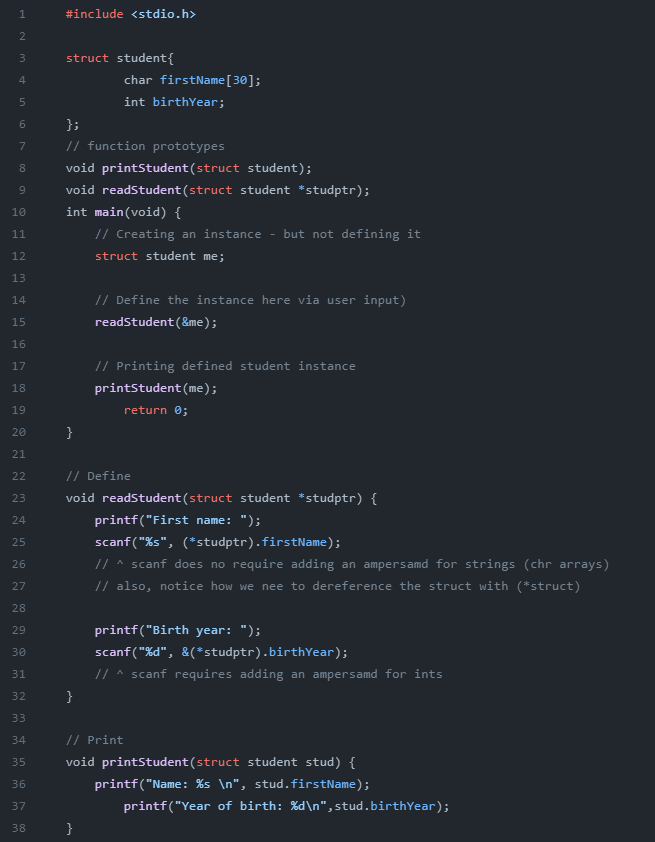 1 #include <stdio.h>
2
3 struct student{
4 char firstName[30];
5 int birthYear;
6 };
7 // function prototypes
8 void printStudent(struct student);
9 void readStudent(struct student *studptr);
10 int main(void) {
11 // Creating an instance - but not defining it
12 struct student me;
13
14 // Define the instance here via user input)
15 readStudent(&me);
16
17 // Printing defined student instance
18 printStudent(me);
19 return 0;
20 }
21
22 // Define
23 void readStudent(struct student *studptr) {
24 printf("First name: ");
25 scanf("%s", (*studptr).firstName);
26 // ^ scanf does no require adding an ampersamd for strings (chr arrays)
27 // also, notice how we nee to dereference the struct with (*struct)
28
29 printf("Birth year: ");
30 scanf("%d", &(*studptr).birthYear);
31 // ^ scanf requires adding an ampersamd for ints
32 }
33
34 // Print
35 void printStudent(struct student stud) {
36 printf("Name: %s \n", stud.firstName);
37 printf("Year of birth: %d\n",stud.birthYear);
38 }